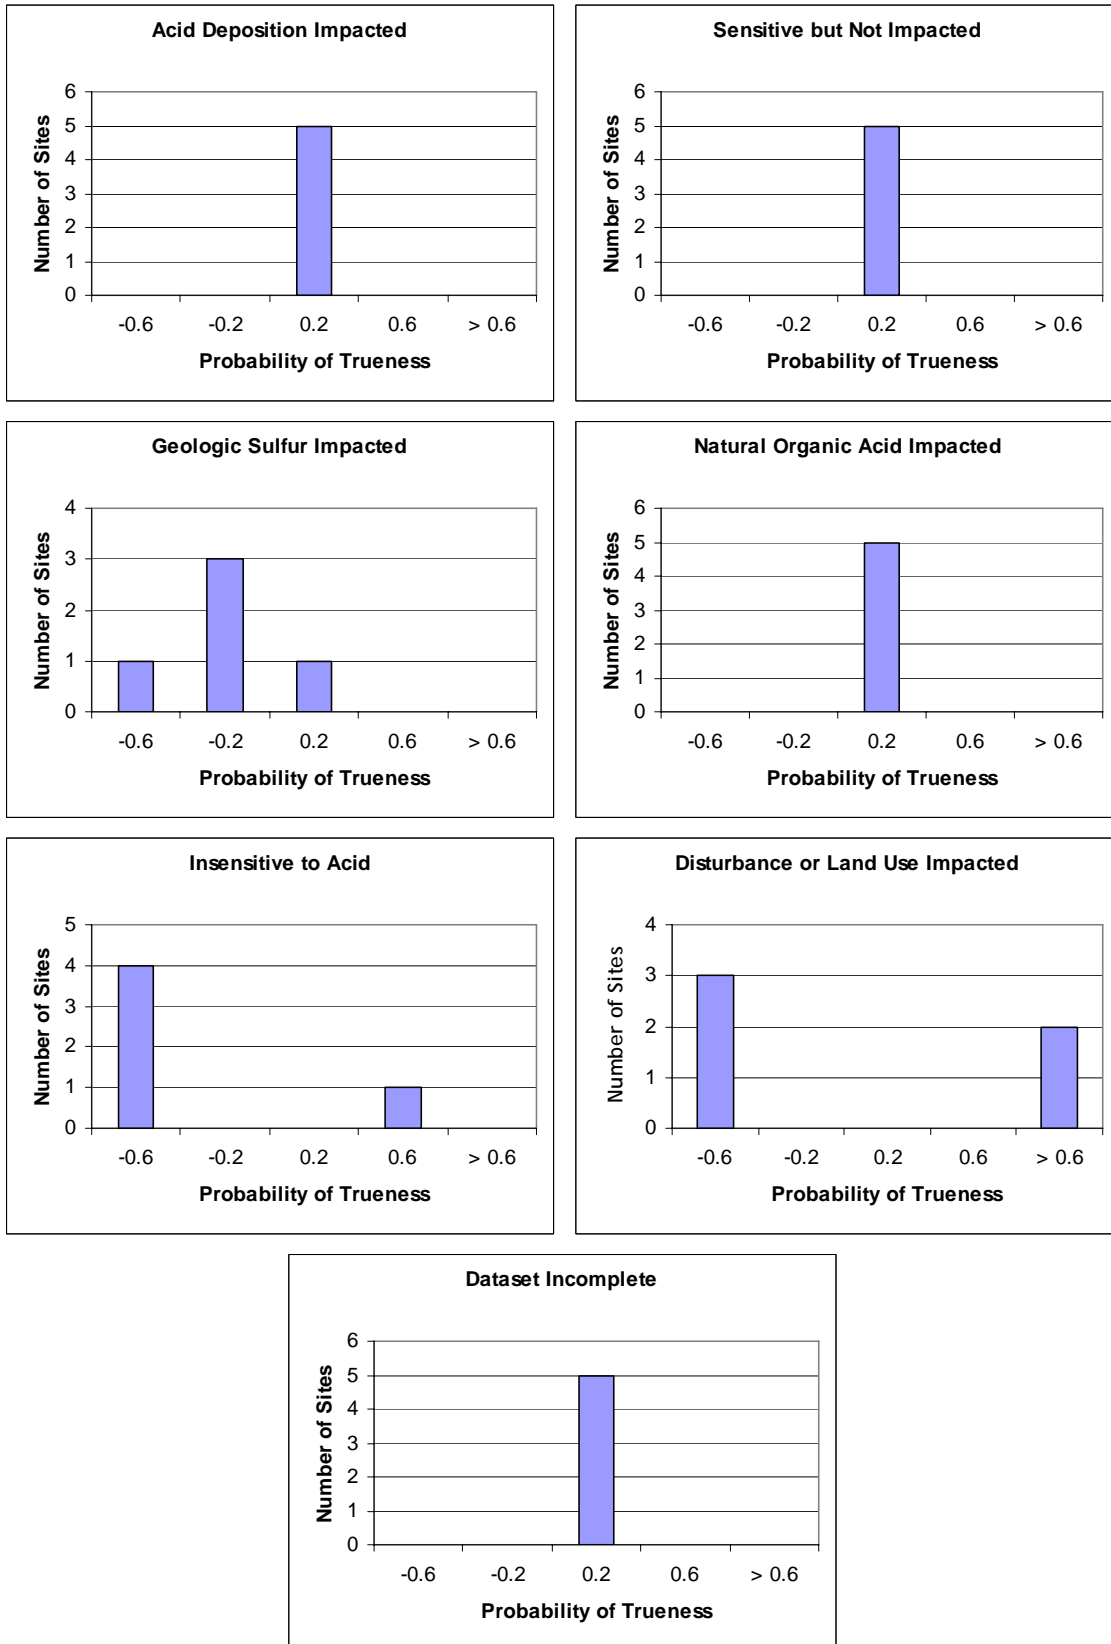 Acid Deposition Impacted
6
5
4
3
2
1
0
Number of Sites
-0.6 -0.2 0.2 0.6 > 0.6
Probability of Trueness
Sensitive but Not Impacted
6
5
4
3
2
1
0
Number of Sites
-0.6 -0.2 0.2 0.6 > 0.6
Probability of Trueness
Geologic Sulfur Impacted
4
3
2
1
0
Number of Sites
-0.6 -0.2 0.2 0.6 > 0.6
Probability of Trueness
Natural Organic Acid Impacted
6
5
4
3
2
1
0
Number of Sites
-0.6 -0.2 0.2 0.6 > 0.6
Probability of Trueness
Insensitive to Acid
5
4
3
2
1
0
Number of Sites
-0.6 -0.2 0.2 0.6 > 0.6
Probability of Trueness
Disturbance or Land Use Impacted
4
3
2
1
0
Number of Sites
-0.6 -0.2 0.2 0.6 > 0.6
Probability of Trueness
Dataset Incomplete
6
5
4
3
2
1
0
Number of Sites
-0.6 -0.2 0.2 0.6 > 0.6
Probability of Trueness